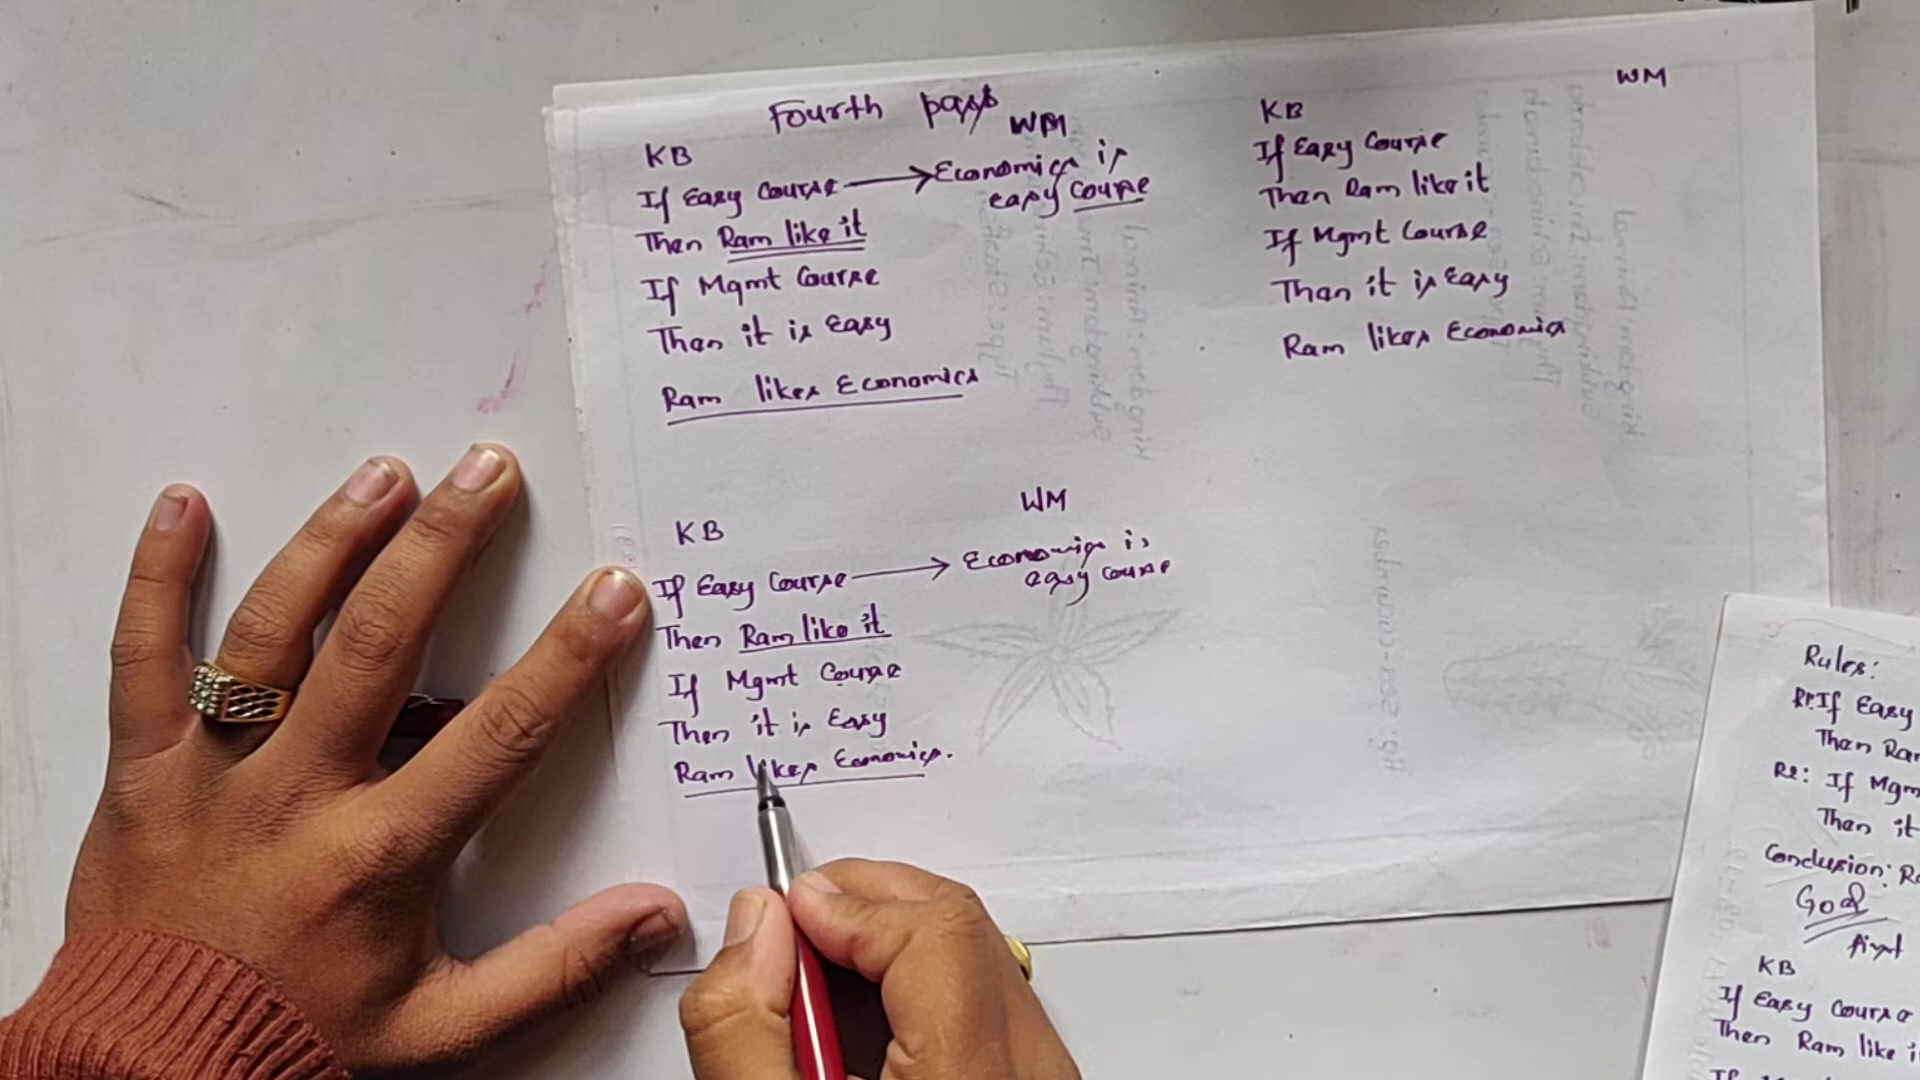 Fourth pass
KB
WM
If Easy Course → Economics is
easy Course
Then Ram like it
If Mgmt Course
Then it is Easy
Ram likes Economics
KB
WM
If Easy Course
Then Ram like it
If Mgmt Course
Then it is Easy
Ram likes Economics
KB
WM
If Easy Course → Economics is
easy course
Then Ram like it
If Mgmt Course
Then it is Easy
Ram likes Economics.
Rules:
R1: If Easy
Then Ram
R2: If Mgm
Then it
Conclusion: Ra
Goal
first
KB
If Easy Course
Then Ram like i